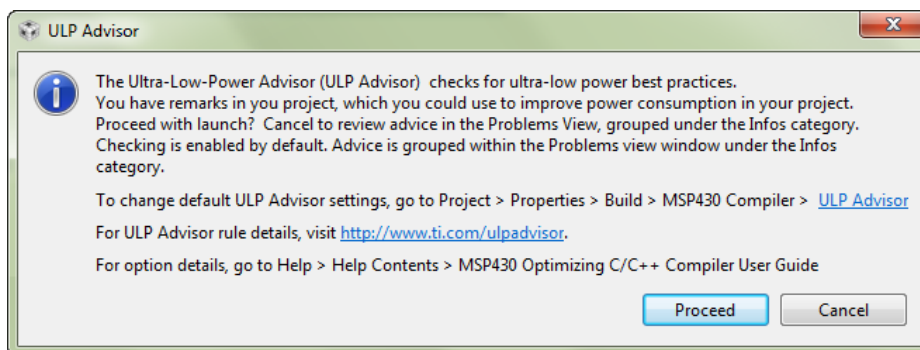 ULP Advisor
The Ultra-Low-Power Advisor (ULP Advisor)  checks for ultra-low power best practices.
You have remarks in you project, which you could use to improve power consumption in your project.
Proceed with launch?  Cancel to review advice in the Problems View, grouped under the Infos category.
Checking is enabled by default. Advice is grouped within the Problems view window under the Infos
category.
To change default ULP Advisor settings, go to Project > Properties > Build > MSP430 Compiler >  ULP Advisor
For ULP Advisor rule details, visit http://www.ti.com/ulpadvisor.
For option details, go to Help > Help Contents > MSP430 Optimizing C/C++ Compiler User Guide
Proceed Cancel